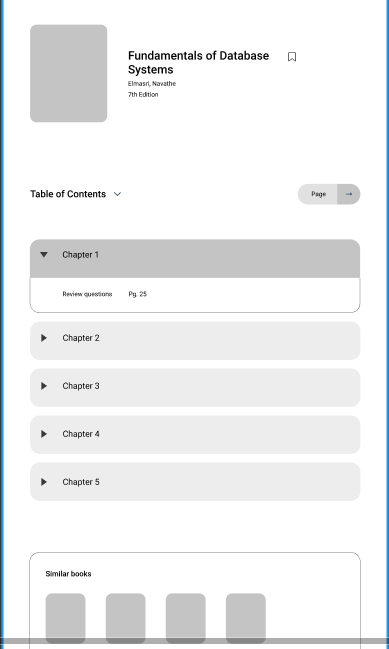 Fundamentals of Database
Systems
Elmasri, Navathe
7th Edition
Table of Contents
Page →
Chapter 1
Review questions Pg. 25
Chapter 2
Chapter 3
Chapter 4
Chapter 5
Similar books